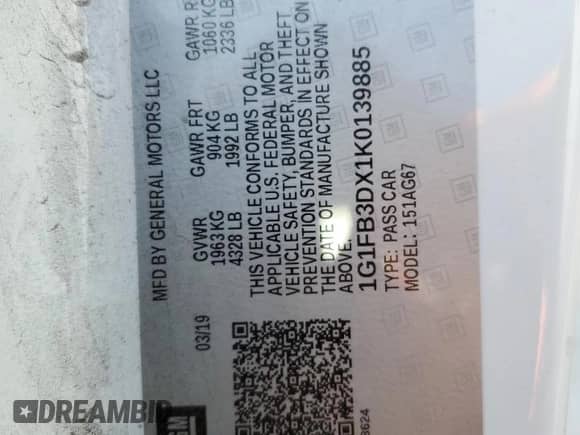 MFD BY GENERAL MOTORS LLC
03/19
GVWR
1963 KG
4328 LB
GAWR FRT
904 KG
1992 LB
GAWR R
1060 KG
2336 LB
THIS VEHICLE CONFORMS TO ALL
APPLICABLE U.S. FEDERAL MOTOR
VEHICLE SAFETY, BUMPER, AND THEFT
PREVENTION STANDARDS IN EFFECT ON
THE DATE OF MANUFACTURE SHOWN
ABOVE.
1G1FB3DX1K0139885
TYPE: PASS CAR
MODEL: 151AG67
GM
8624
DREAMBID